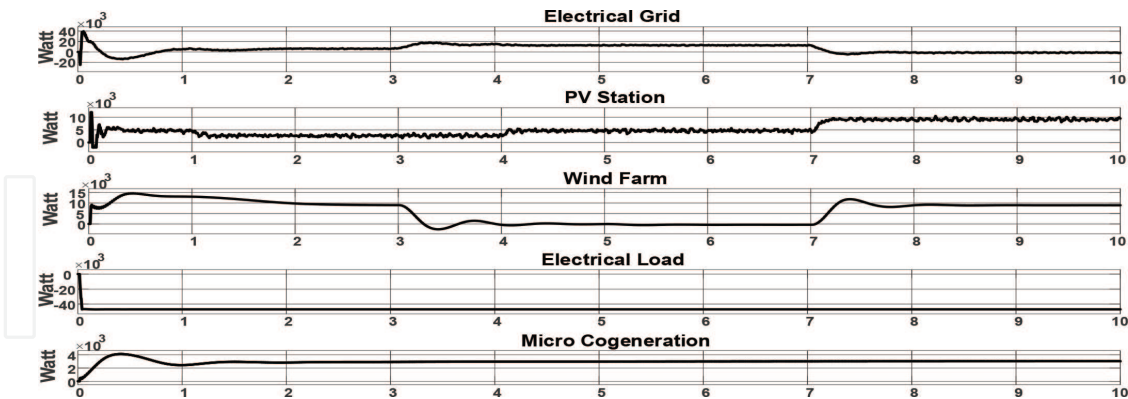 Electrical Grid
×10³
Watt
40
20
0
-20
0 1 2 3 4 5 6 7 8 9 10
PV Station
×10³
Watt
10
5
0
0 1 2 3 4 5 6 7 8 9 10
Wind Farm
×10³
Watt
15
10
5
0
0 1 2 3 4 5 6 7 8 9 10
Electrical Load
×10³
Watt
0
-20
-40
0 1 2 3 4 5 6 7 8 9 10
Micro Cogeneration
×10³
Watt
4
2
0
0 1 2 3 4 5 6 7 8 9 10